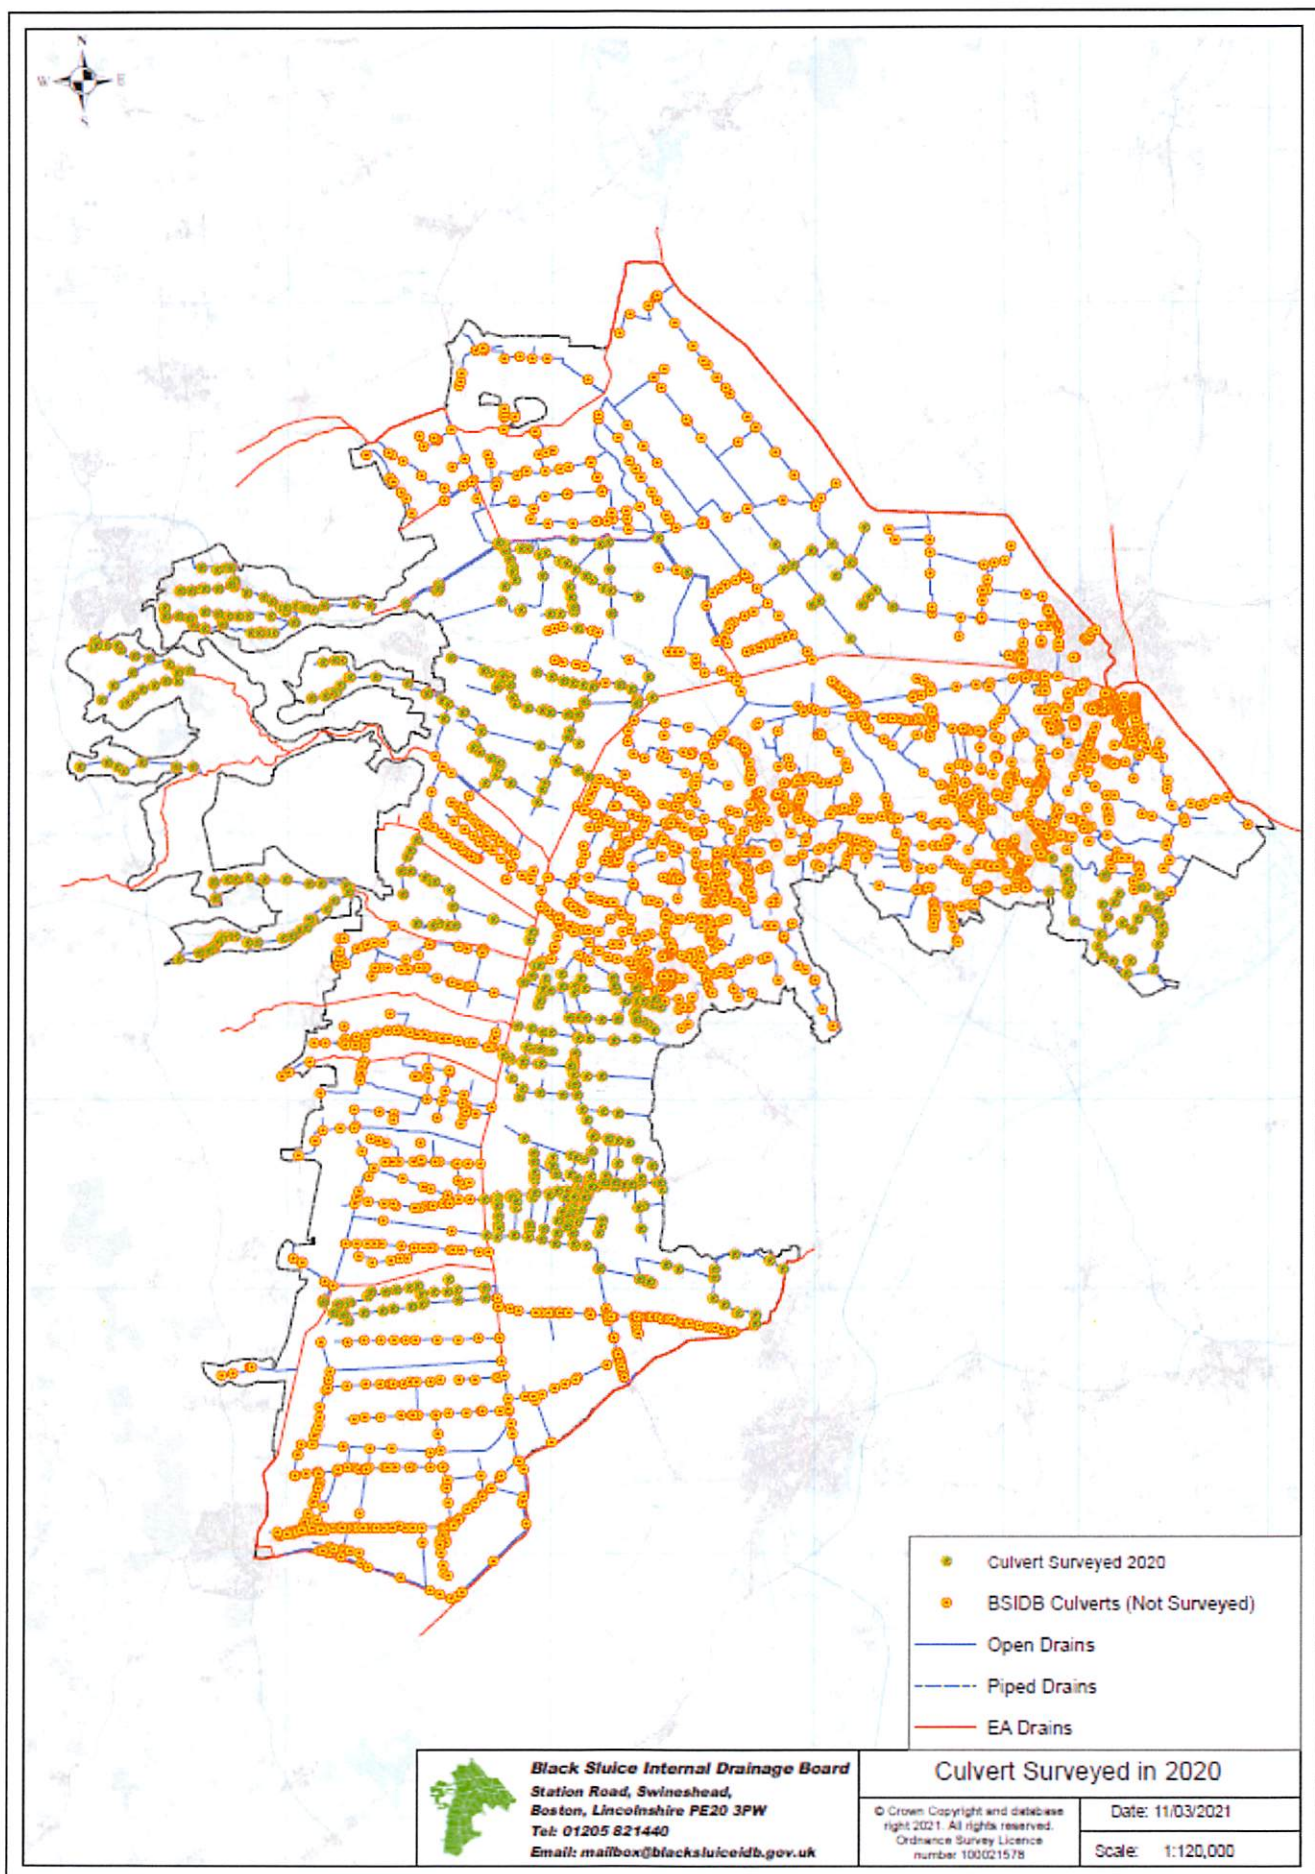 N
W E
S
Culvert Surveyed 2020
BSIDB Culverts (Not Surveyed)
Open Drains
Piped Drains
EA Drains
Black Sluice Internal Drainage Board
Station Road, Swineshead,
Boston, Lincolnshire PE20 3PW
Tel: 01205 821440
Email: mailbox@blacksluiceidb.gov.uk
Culvert Surveyed in 2020
© Crown Copyright and database
right 2021. All rights reserved.
Ordnance Survey Licence
number 100021578
Date: 11/03/2021
Scale: 1:120,000